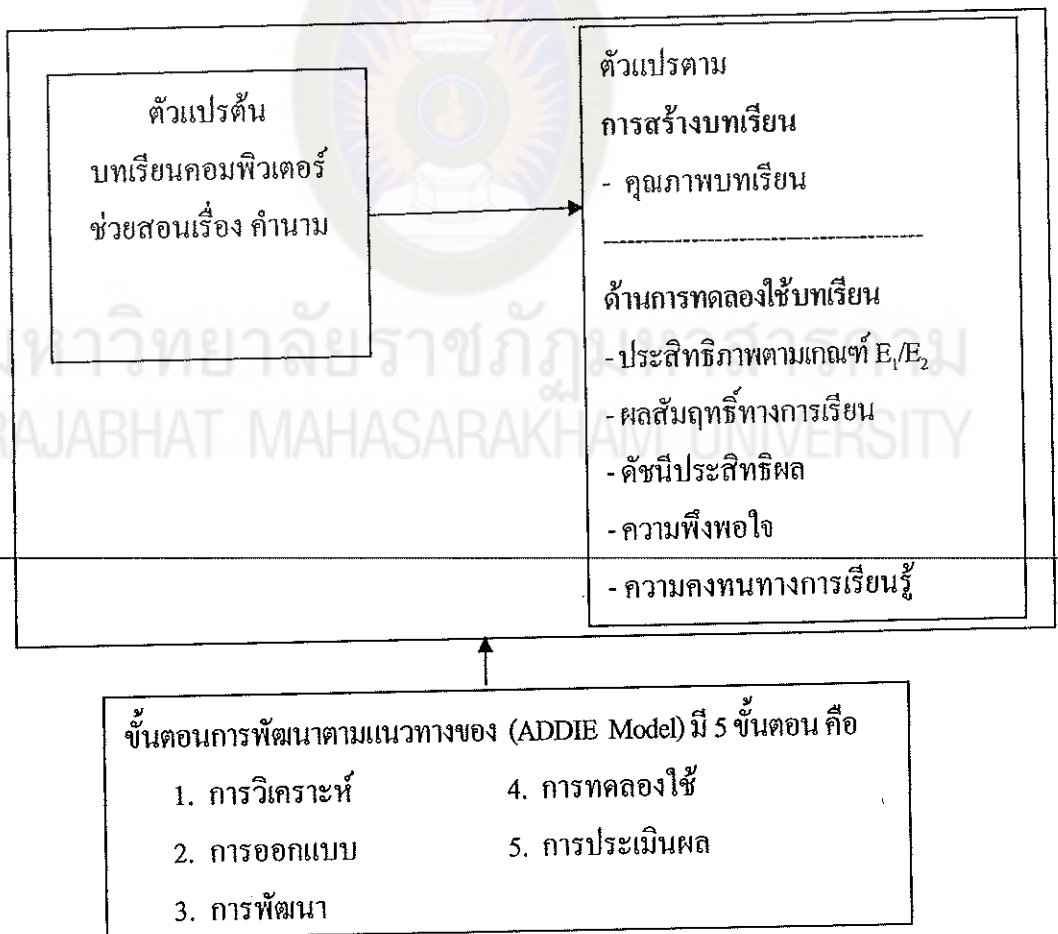 ตัวแปรต้น
บทเรียนคอมพิวเตอร์
ช่วยสอนเรื่อง คำนาม
ตัวแปรตาม
การสร้างบทเรียน
- คุณภาพบทเรียน
ด้านการทดลองใช้บทเรียน
- ประสิทธิภาพตามเกณฑ์ E₁/E₂
- ผลสัมฤทธิ์ทางการเรียน
- ดัชนีประสิทธิผล
- ความพึงพอใจ
- ความคงทนทางการเรียนรู้
มหาวิทยาลัยราชภัฏมหาสารคาม
RAJABHAT MAHASARAKHAM UNIVERSITY
ขั้นตอนการพัฒนาตามแนวทางของ (ADDIE Model) มี 5 ขั้นตอน คือ
1. การวิเคราะห์
2. การออกแบบ
3. การพัฒนา
4. การทดลองใช้
5. การประเมินผล